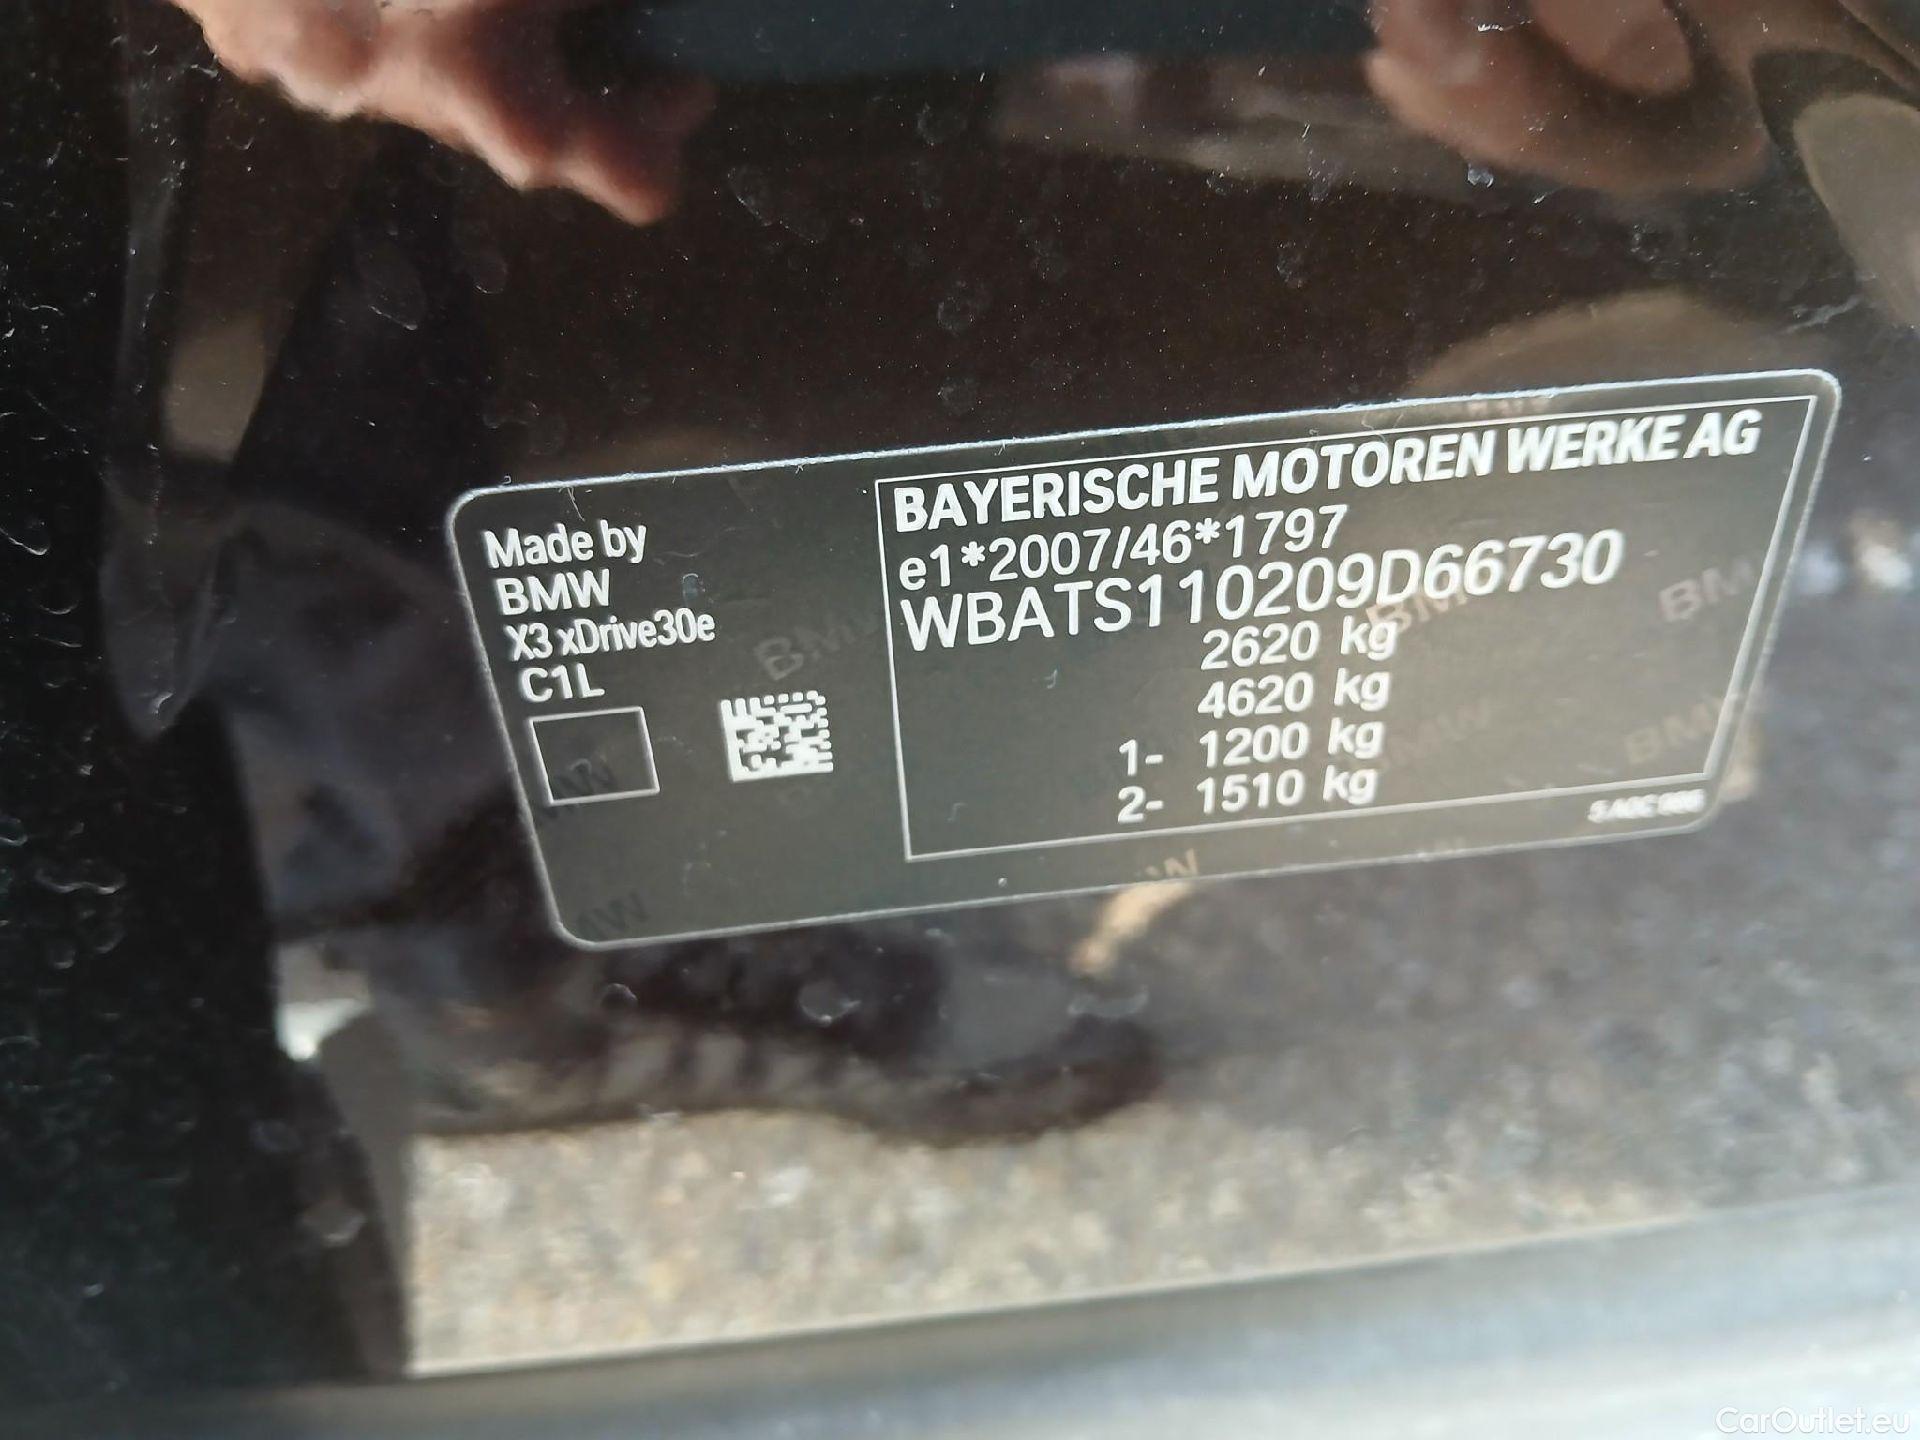 Made by
BMW
X3 xDrive30e
C1L
BAYERISCHE MOTOREN WERKE AG
e1*2007/46*1797
WBATS110209D66730
2620 kg
4620 kg
1- 1200 kg
2- 1510 kg
CarOutlet.eu